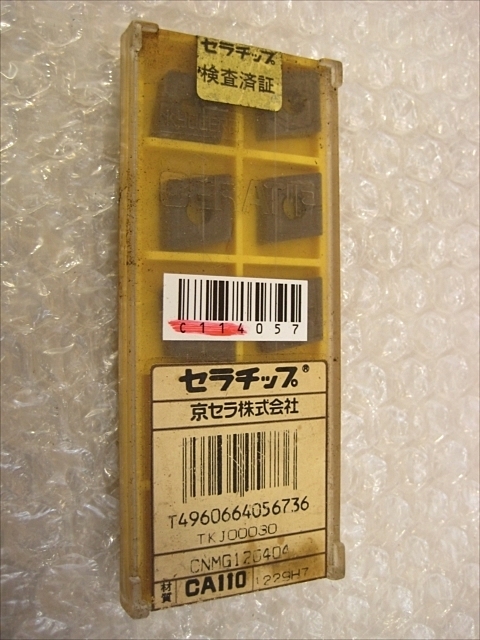 セラチップ
検査済証
CERATIP
C114057
セラチップ®
京セラ株式会社
T4960664056736
TKJ00030
CNMG120404
材質 CA110 1229H7